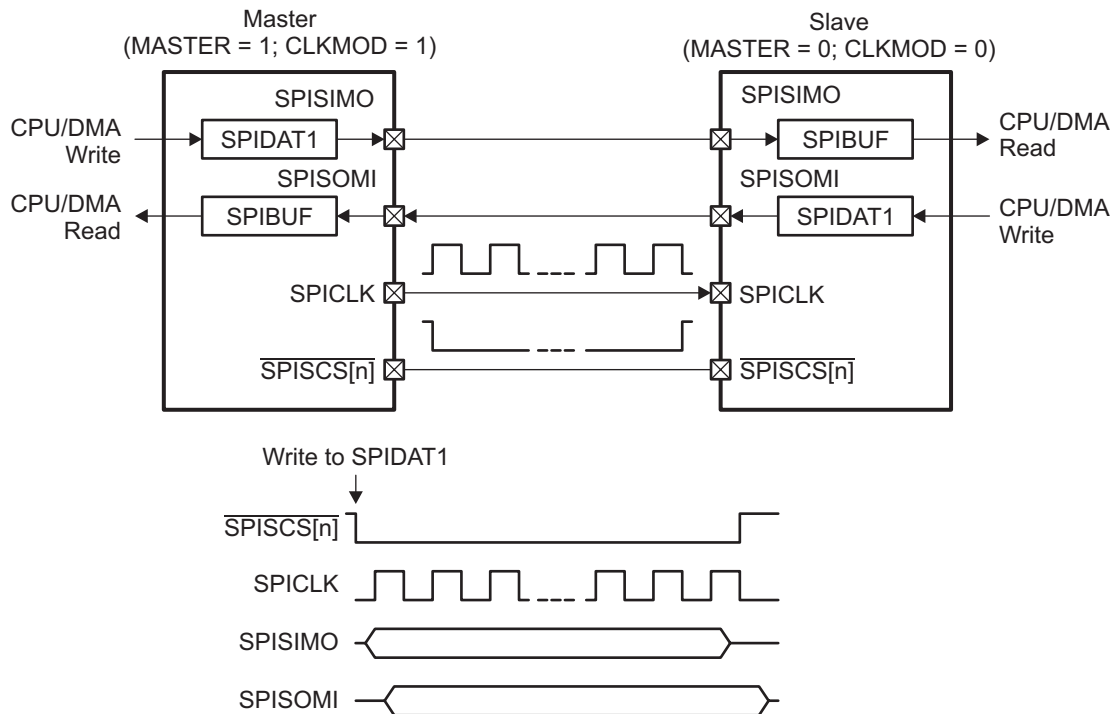 Master
(MASTER = 1; CLKMOD = 1)
Slave
(MASTER = 0; CLKMOD = 0)
SPISIMO
SPISIMO
CPU/DMA
Write
SPIDAT1
SPIBUF
CPU/DMA
Read
SPISOMI
SPISOMI
CPU/DMA
Read
SPIBUF
SPIDAT1
CPU/DMA
Write
SPICLK
SPICLK
SPISCS[n]
SPISCS[n]
Write to SPIDAT1
SPISCS[n]
SPICLK
SPISIMO
SPISOMI